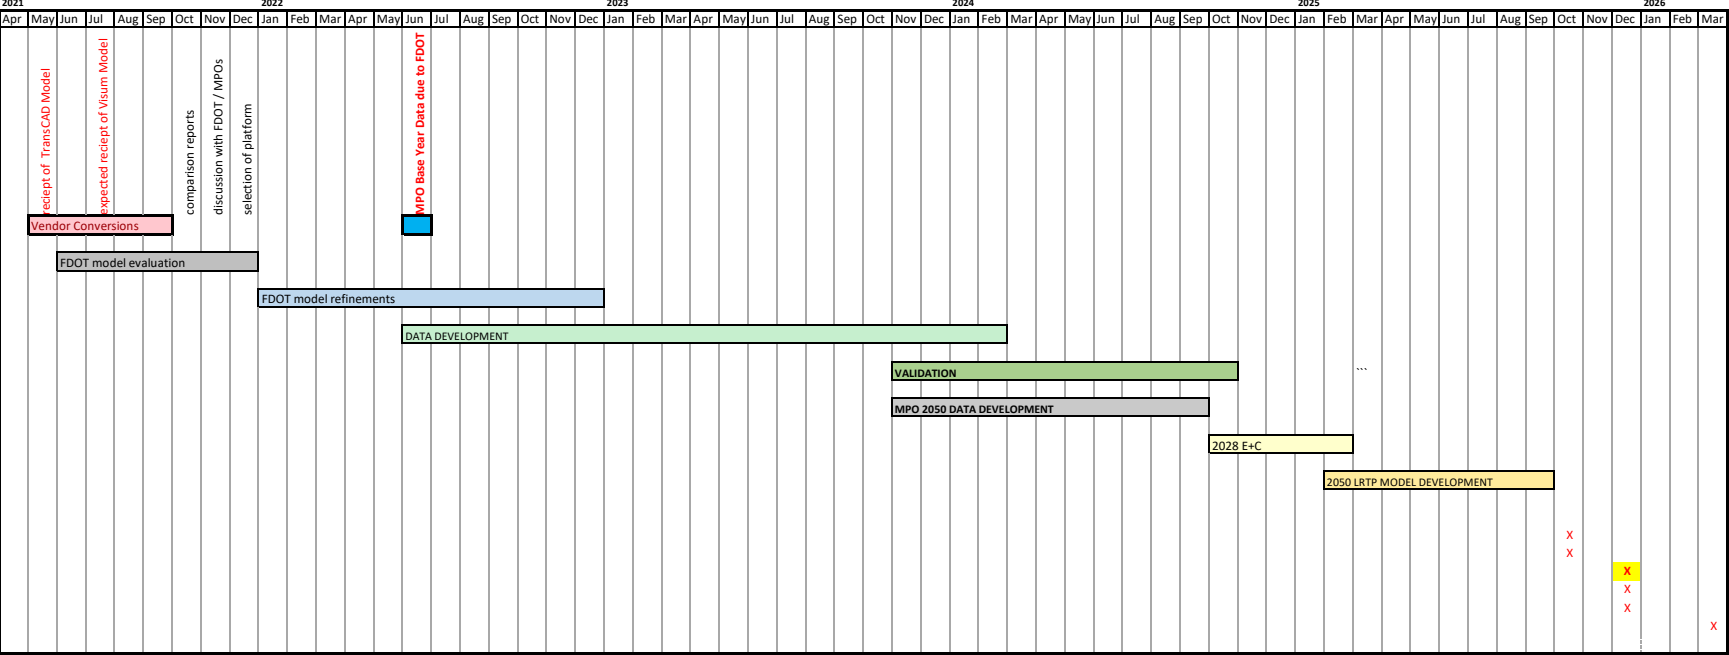 2021 2022 2023 2024 2025 2026
Apr May Jun Jul Aug Sep Oct Nov Dec Jan Feb Mar Apr May Jun Jul Aug Sep Oct Nov Dec Jan Feb Mar Apr May Jun Jul Aug Sep Oct Nov Dec Jan Feb Mar Apr May Jun Jul Aug Sep Oct Nov Dec Jan Feb Mar Apr May Jun Jul Aug Sep Oct Nov Dec Jan Feb Mar
reciept of TransCAD Model
expected reciept of Visum Model
comparison reports
discussion with FDOT / MPOs
selection of platform
MPO Base Year Data due to FDOT
Vendor Conversions
FDOT model evaluation
FDOT model refinements
DATA DEVELOPMENT
VALIDATION ```
MPO 2050 DATA DEVELOPMENT
2028 E+C
2050 LRTP MODEL DEVELOPMENT
X
X
X
X
X
X